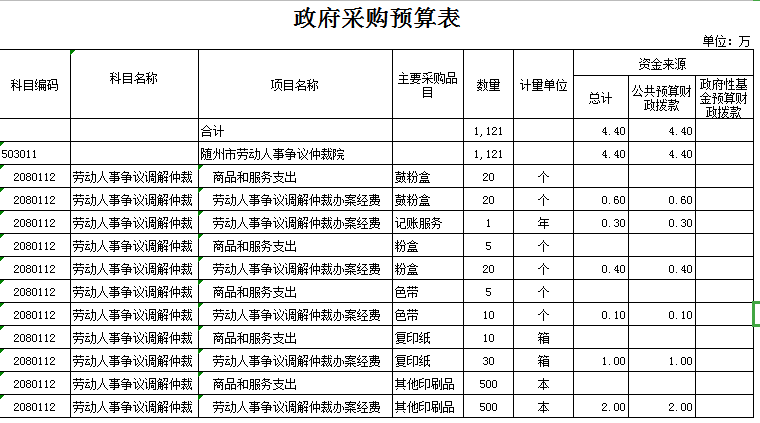 政府采购预算表
单位：万
科目编码 科目名称 项目名称 主要采购品目 数量 计量单位 资金来源
总计 公共预算财政拨款 政府性基金预算财政拨款
合计 1,121 4.40 4.40
503011 随州市劳动人事争议仲裁院 1,121 4.40 4.40
2080112 劳动人事争议调解仲裁 商品和服务支出 鼓粉盒 20 个
2080112 劳动人事争议调解仲裁 劳动人事争议调解仲裁办案经费 鼓粉盒 20 个 0.60 0.60
2080112 劳动人事争议调解仲裁 劳动人事争议调解仲裁办案经费 记账服务 1 年 0.30 0.30
2080112 劳动人事争议调解仲裁 商品和服务支出 粉盒 5 个
2080112 劳动人事争议调解仲裁 劳动人事争议调解仲裁办案经费 粉盒 20 个 0.40 0.40
2080112 劳动人事争议调解仲裁 商品和服务支出 色带 5 个
2080112 劳动人事争议调解仲裁 劳动人事争议调解仲裁办案经费 色带 10 个 0.10 0.10
2080112 劳动人事争议调解仲裁 商品和服务支出 复印纸 10 箱
2080112 劳动人事争议调解仲裁 劳动人事争议调解仲裁办案经费 复印纸 30 箱 1.00 1.00
2080112 劳动人事争议调解仲裁 商品和服务支出 其他印刷品 500 本
2080112 劳动人事争议调解仲裁 劳动人事争议调解仲裁办案经费 其他印刷品 500 本 2.00 2.00